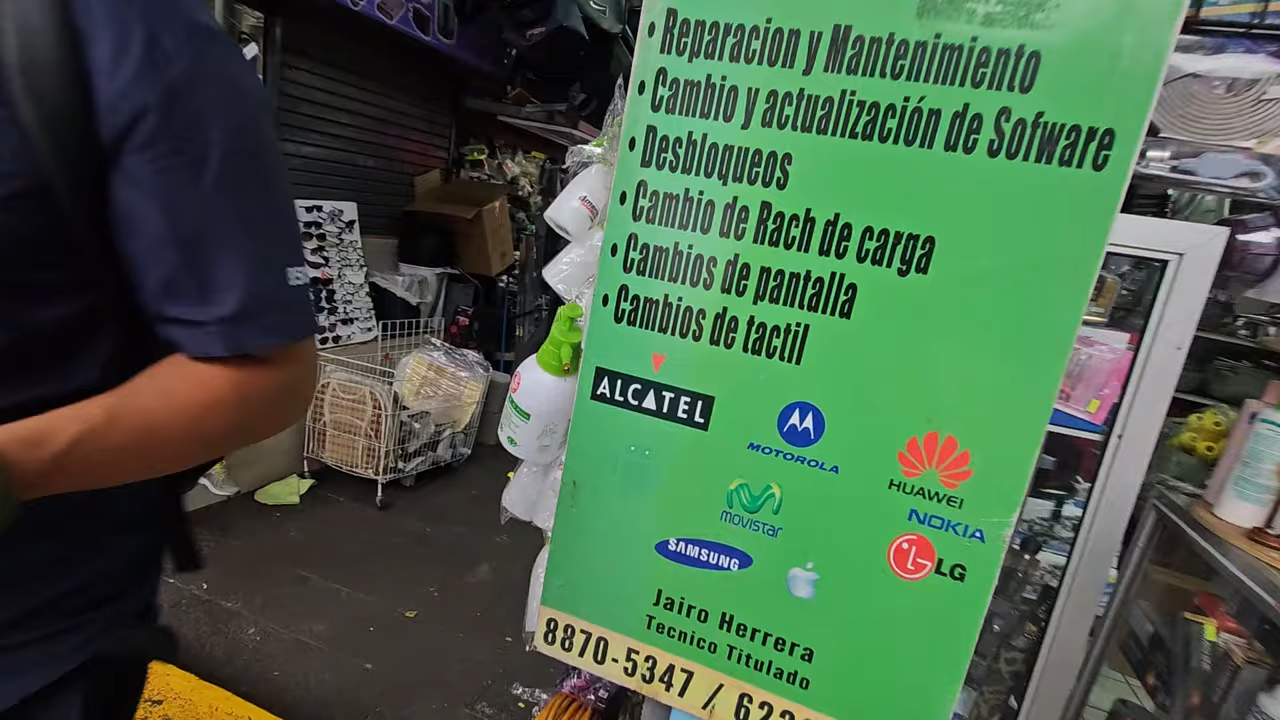 • Reparacion y Mantenimiento
• Cambio y actualización de Sofware
• Desbloqueos
• Cambio de Rach de carga
• Cambios de pantalla
• Cambios de tactil
ALCATEL
MOTOROLA
HUAWEI
movistar
NOKIA
SAMSUNG
LG
Jairo Herrera
Tecnico Titulado
8870-5347 / 622